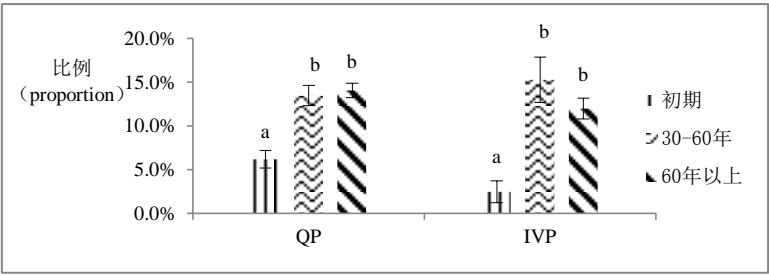 比例
（proportion）
20.0%
15.0%
10.0%
5.0%
0.0%
a
b
b
a
b
b
QP
IVP
初期
30-60年
60年以上